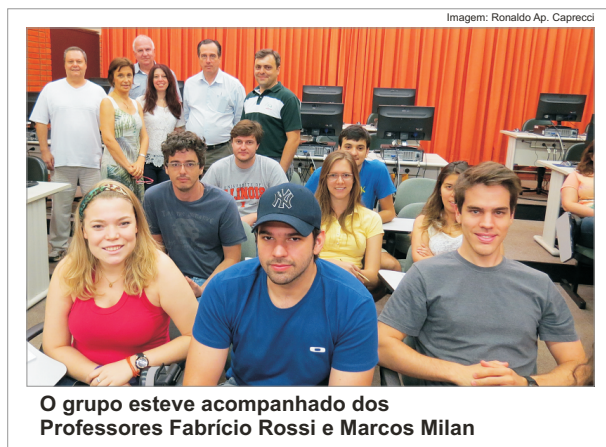 Imagem: Ronaldo Ap. Caprecci
NY
O grupo esteve acompanhado dos
Professores Fabrício Rossi e Marcos Milan